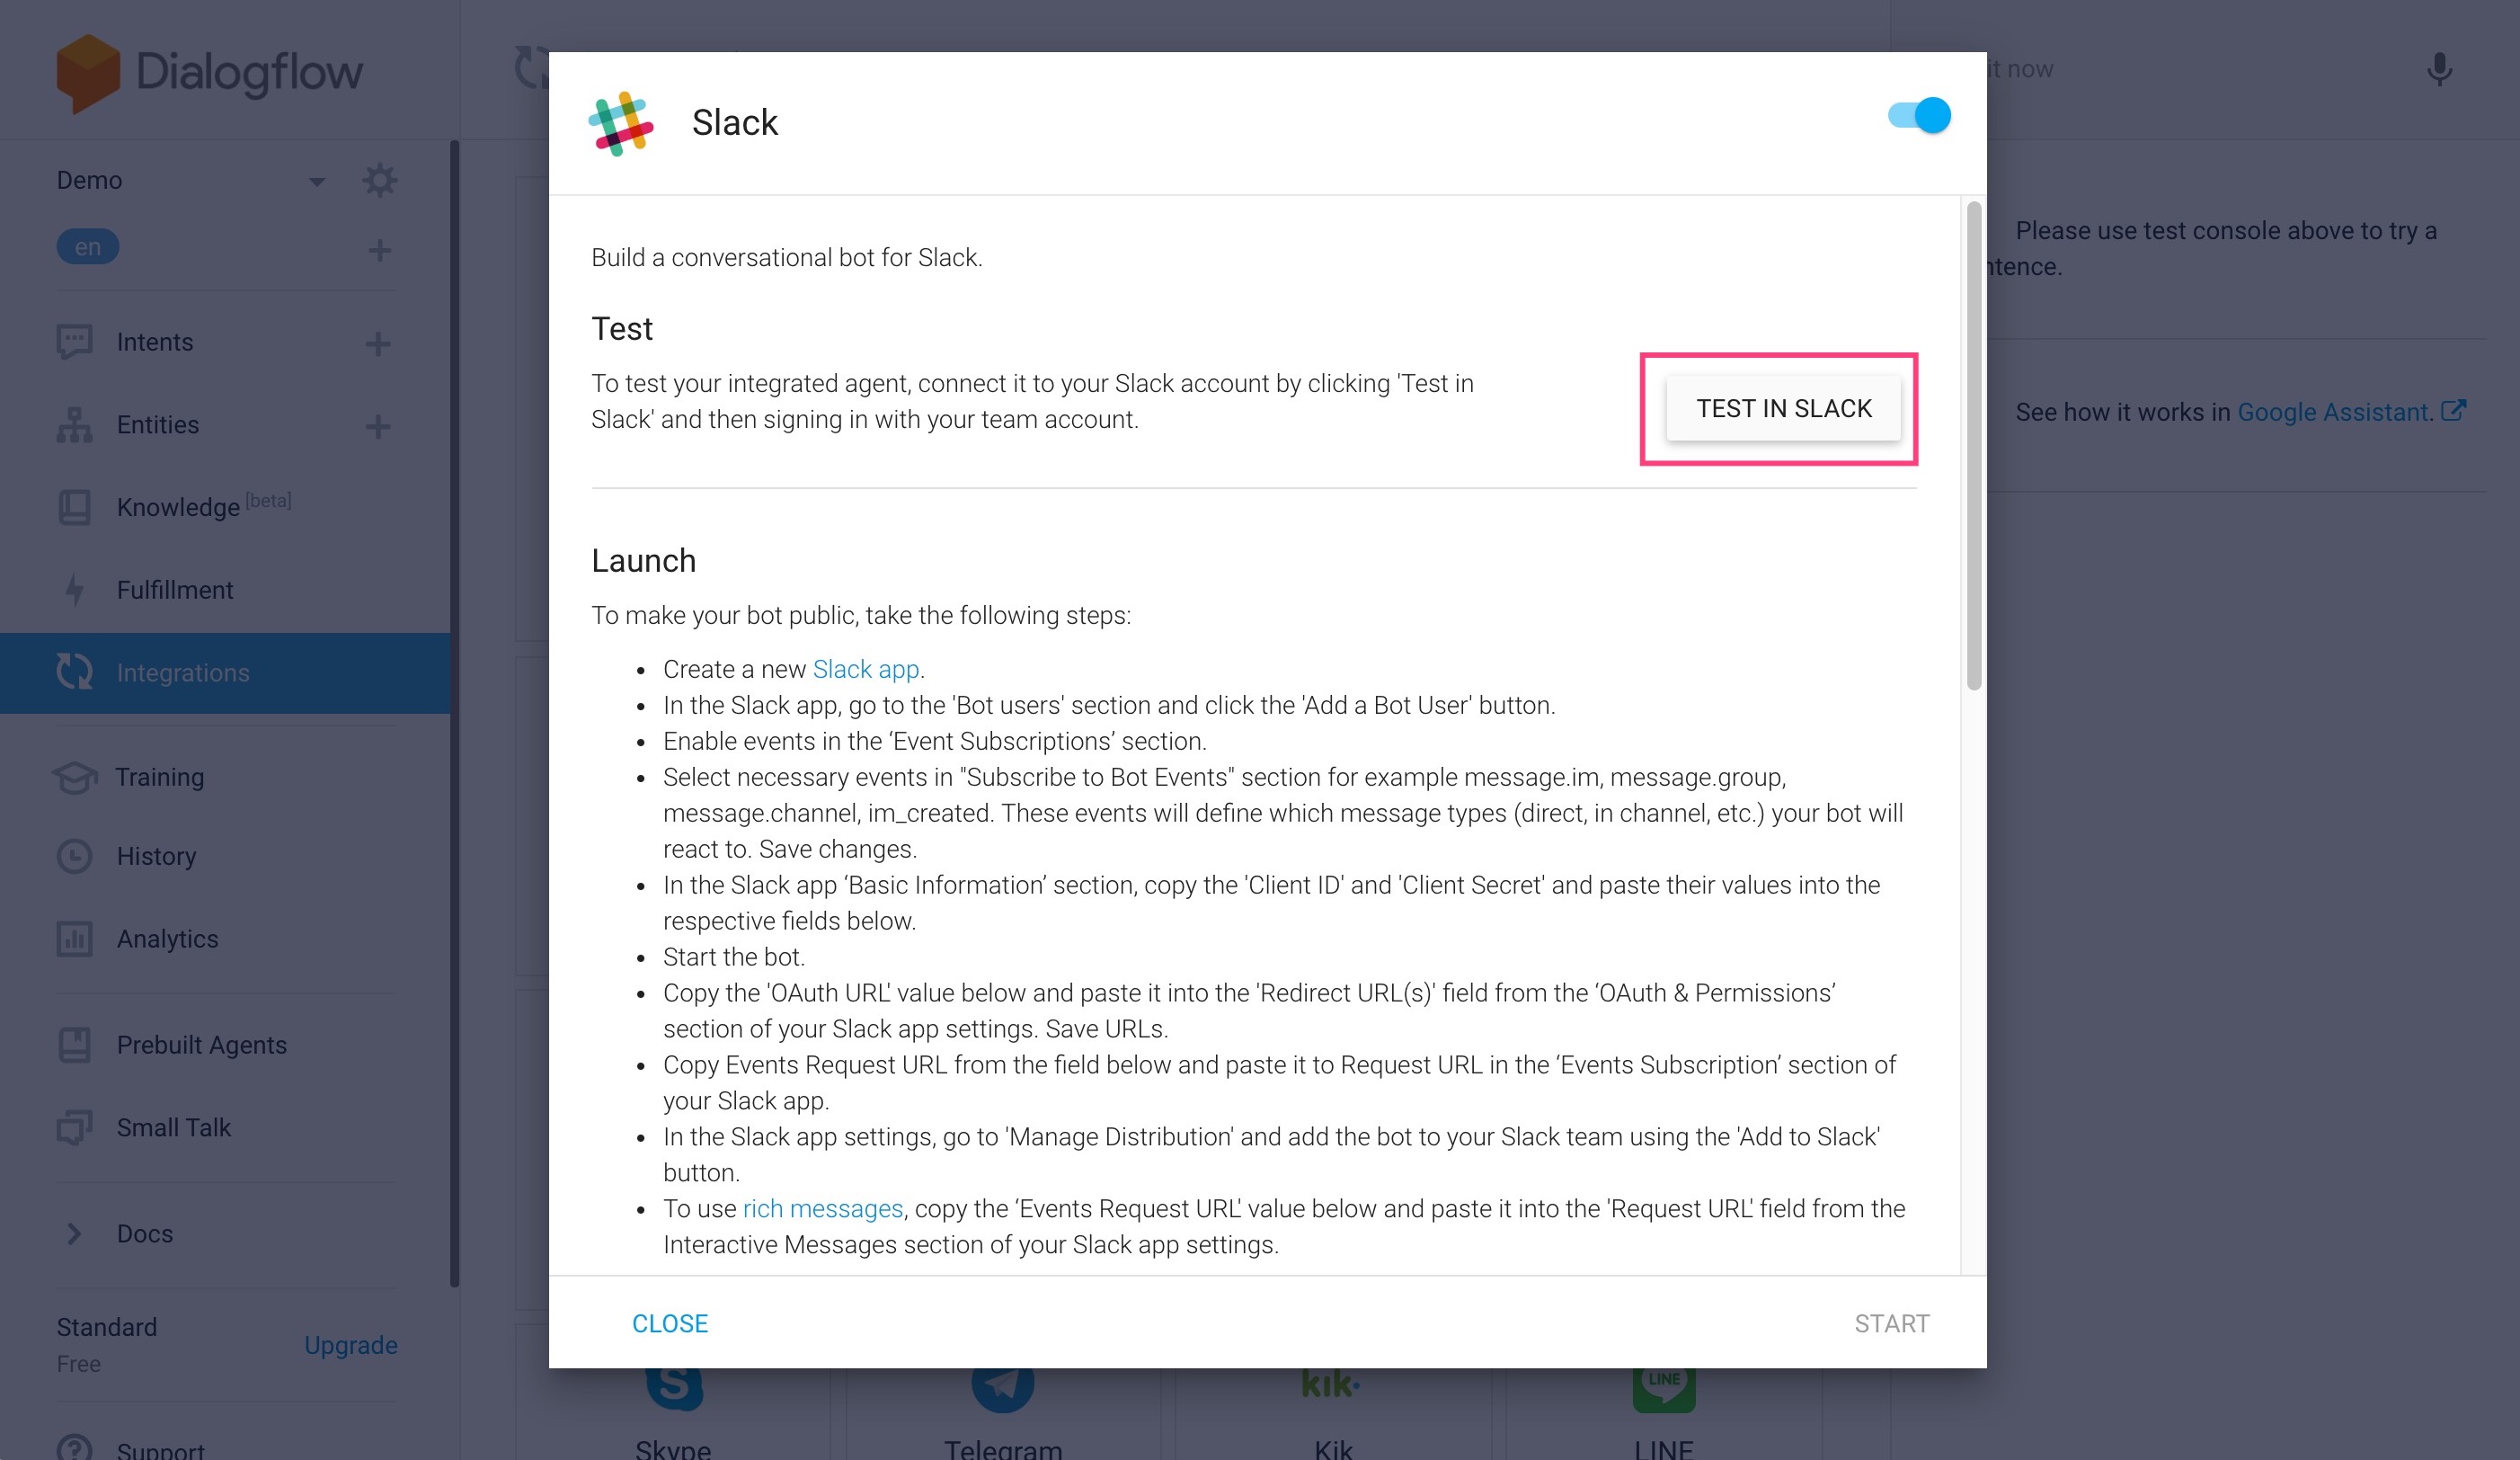 Dialogflow
Demo
en
Intents
Entities
Knowledge [beta]
Fulfillment
Integrations
Training
History
Analytics
Prebuilt Agents
Small Talk
Docs
Standard
Free
Upgrade
Support
Slack
Build a conversational bot for Slack.
Test
To test your integrated agent, connect it to your Slack account by clicking 'Test in
Slack' and then signing in with your team account.
TEST IN SLACK
Launch
To make your bot public, take the following steps:
• Create a new Slack app.
• In the Slack app, go to the 'Bot users' section and click the 'Add a Bot User' button.
• Enable events in the ‘Event Subscriptions’ section.
• Select necessary events in "Subscribe to Bot Events" section for example message.im, message.group,
message.channel, im_created. These events will define which message types (direct, in channel, etc.) your bot will
react to. Save changes.
• In the Slack app ‘Basic Information’ section, copy the 'Client ID' and 'Client Secret' and paste their values into the
respective fields below.
• Start the bot.
• Copy the 'OAuth URL' value below and paste it into the 'Redirect URL(s)' field from the ‘OAuth & Permissions’
section of your Slack app settings. Save URLs.
• Copy Events Request URL from the field below and paste it to Request URL in the ‘Events Subscription’ section of
your Slack app.
• In the Slack app settings, go to 'Manage Distribution' and add the bot to your Slack team using the 'Add to Slack'
button.
• To use rich messages, copy the ‘Events Request URL' value below and paste it into the 'Request URL' field from the
Interactive Messages section of your Slack app settings.
CLOSE
START
it now
Please use test console above to try a
See how it works in Google Assistant.
kik
LINE
Skype
Telegram
Kik
LINE